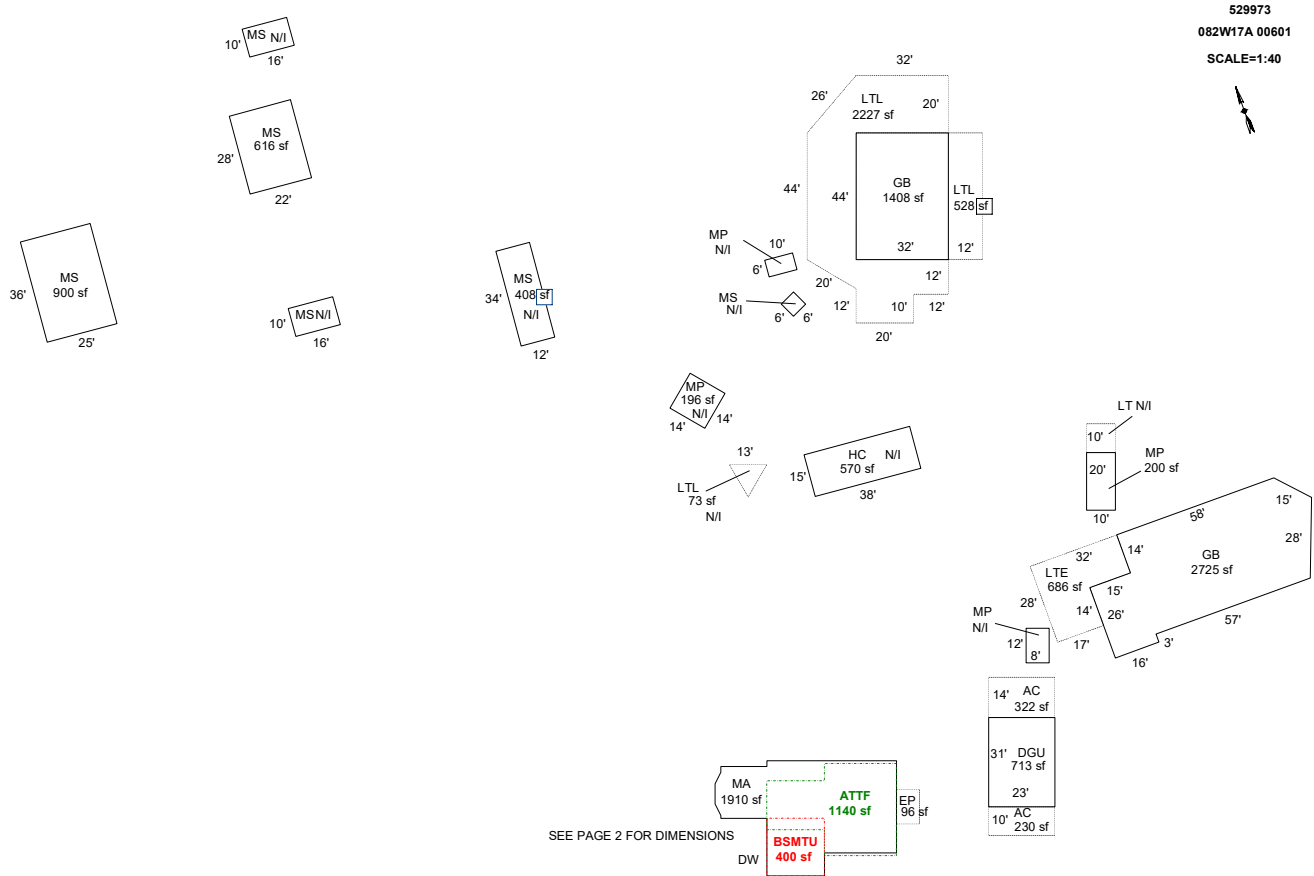 529973
082W17A 00601
SCALE=1:40
MS N/I
10'
16'
MS
616 sf
28'
22'
MS
900 sf
36'
25'
MSN/I
10'
16'
MS
408 sf
N/I
34'
12'
32'
26'
LTL
2227 sf
20'
44'
44'
GB
1408 sf
32'
LTL
528 sf
12'
12'
20'
12'
10'
12'
20'
MP
N/I
10'
6'
MS
N/I
6'
6'
MP
196 sf
N/I
14'
14'
13'
LTL
73 sf
N/I
HC N/I
570 sf
15'
38'
LT N/I
10'
20'
MP
200 sf
10'
58'
15'
28'
GB
2725 sf
14'
32'
LTE
686 sf
15'
28'
14'
26'
57'
3'
16'
17'
MP
N/I
12'
8'
14'
AC
322 sf
31'
DGU
713 sf
23'
10'
AC
230 sf
MA
1910 sf
ATTF
1140 sf
EP
96 sf
SEE PAGE 2 FOR DIMENSIONS
BSMTU
400 sf
DW